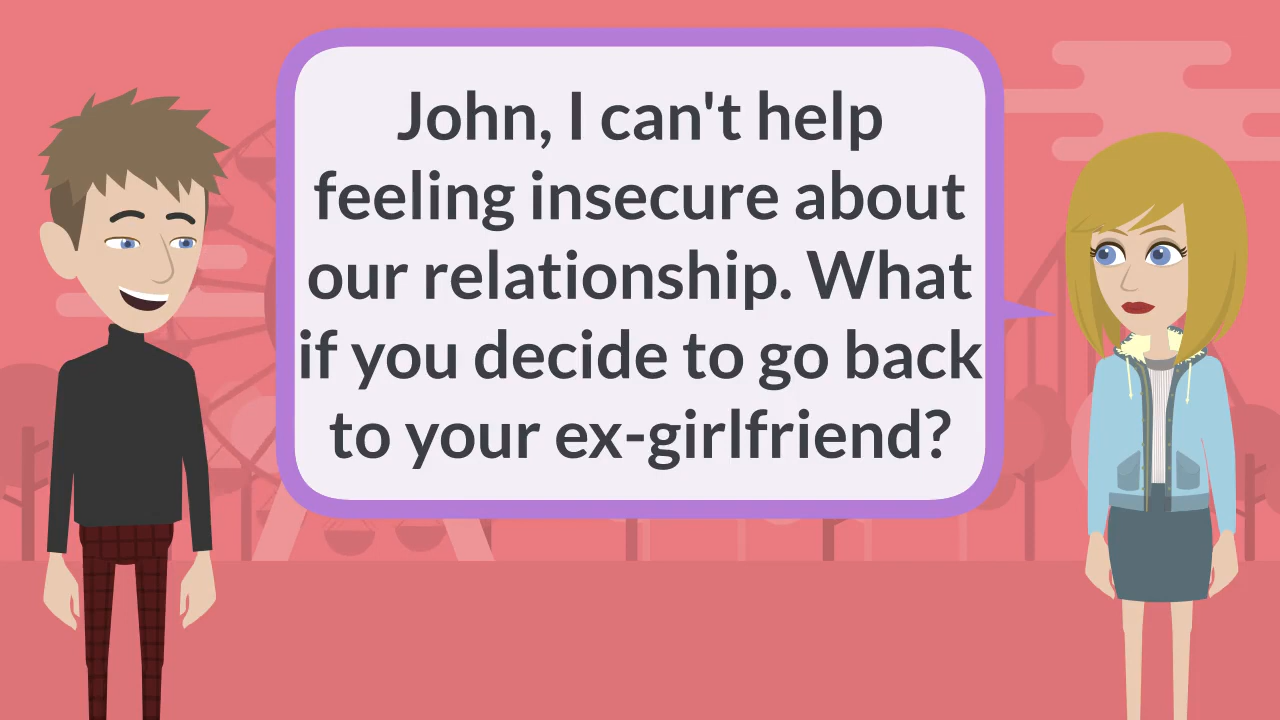 John, I can't help
feeling insecure about
our relationship. What
if you decide to go back
to your ex-girlfriend?